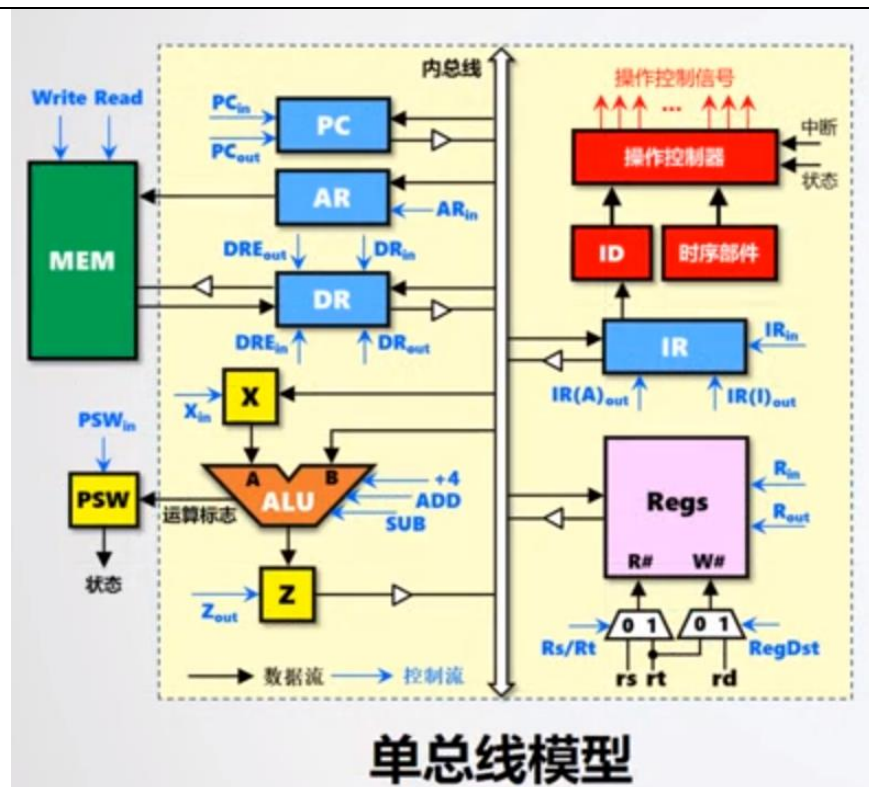 内总线
操作控制信号
...
Write Read
PCin
PC
PCout
操作控制器
中断
状态
AR
ARin
MEM
DREout
DRin
ID
时序部件
DR
DREin
DRout
IR
IRin
IR(A)out
IR(I)out
X
Xin
PSWin
A
B
ALU
+4
ADD
SUB
PSW
运算标志
状态
Regs
Rin
Rout
R#
W#
Z
Zout
0 1
0 1
Rs/Rt
RegDst
rs rt
rd
数据流
控制流
单总线模型